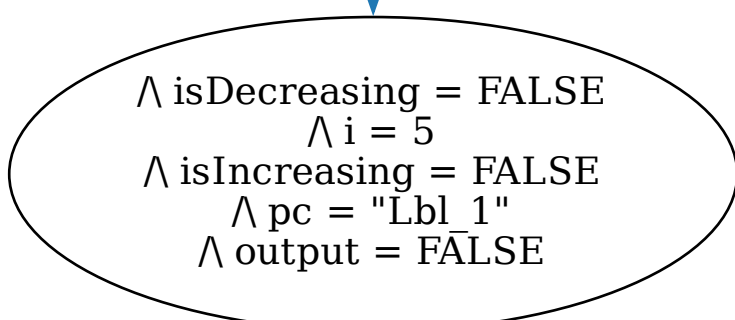 /\ isDecreasing = FALSE
/\ i = 5
/\ isIncreasing = FALSE
/\ pc = "Lbl_1"
/\ output = FALSE